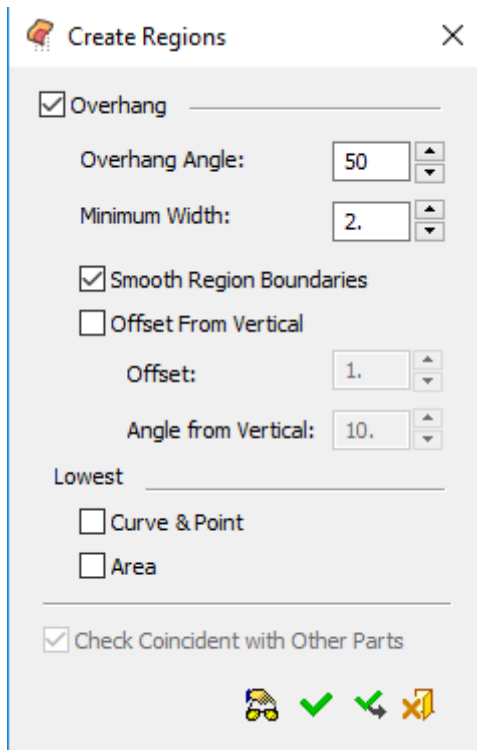 Create Regions
Overhang
Overhang Angle: 50
Minimum Width: 2.
Smooth Region Boundaries
Offset From Vertical
Offset: 1.
Angle from Vertical: 10.
Lowest
Curve & Point
Area
Check Coincident with Other Parts